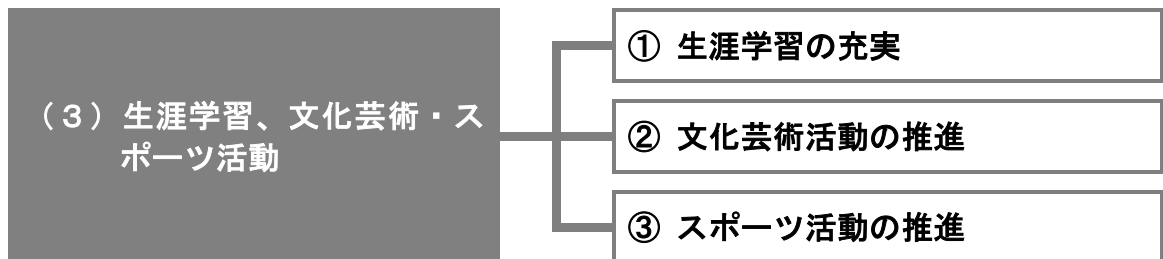 （３）生涯学習、文化芸術・ス
ポーツ活動
① 生涯学習の充実
② 文化芸術活動の推進
③ スポーツ活動の推進